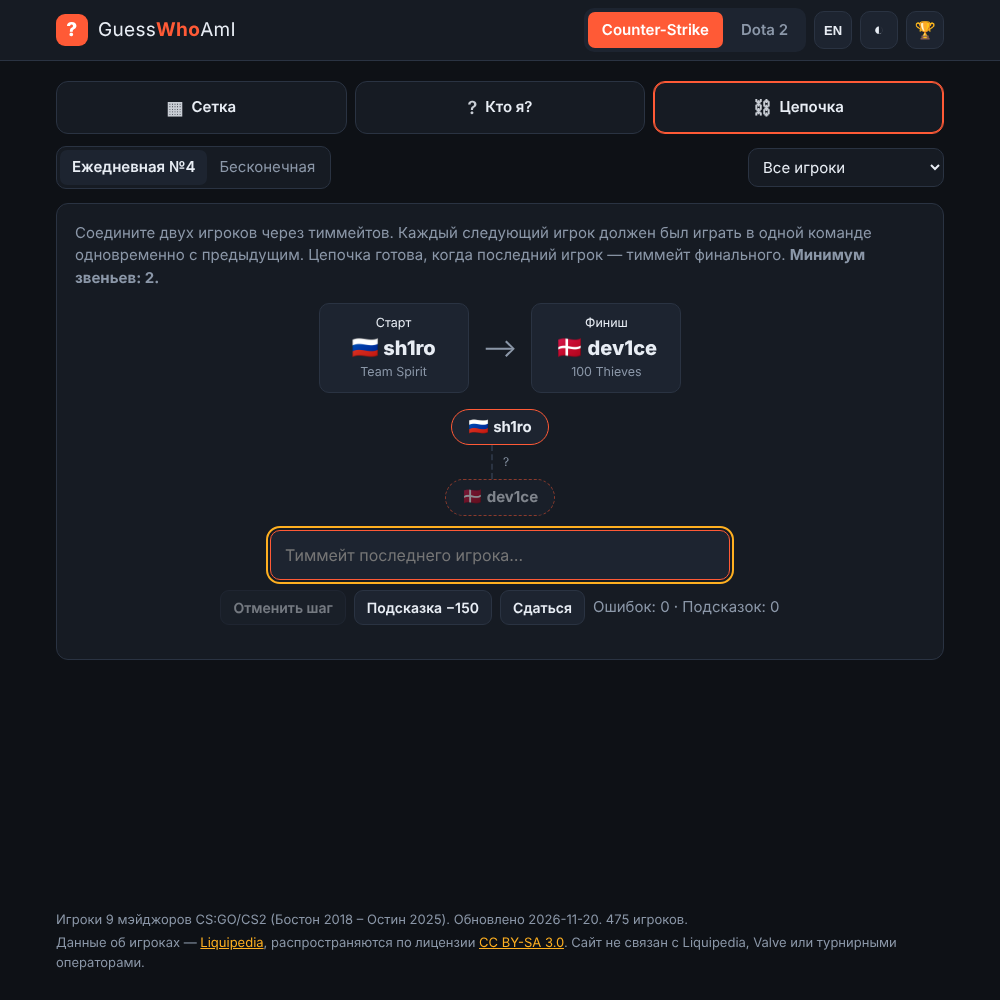 ? GuessWhoAmI
Counter-Strike Dota 2 EN
Сетка ? Кто я? Цепочка
Ежедневная №4 Бесконечная Все игроки
Соедините двух игроков через тиммейтов. Каждый следующий игрок должен был играть в одной команде
одновременно с предыдущим. Цепочка готова, когда последний игрок — тиммейт финального. Минимум
звеньев: 2.
Старт
sh1ro
Team Spirit
Финиш
dev1ce
100 Thieves
sh1ro
?
dev1ce
Тиммейт последнего игрока...
Отменить шаг Подсказка −150 Сдаться Ошибок: 0 · Подсказок: 0
Игроки 9 мэйджоров CS:GO/CS2 (Бостон 2018 – Остин 2025). Обновлено 2026-11-20. 475 игроков.
Данные об игроках — Liquipedia, распространяются по лицензии CC BY-SA 3.0. Сайт не связан с Liquipedia, Valve или турнирными
операторами.